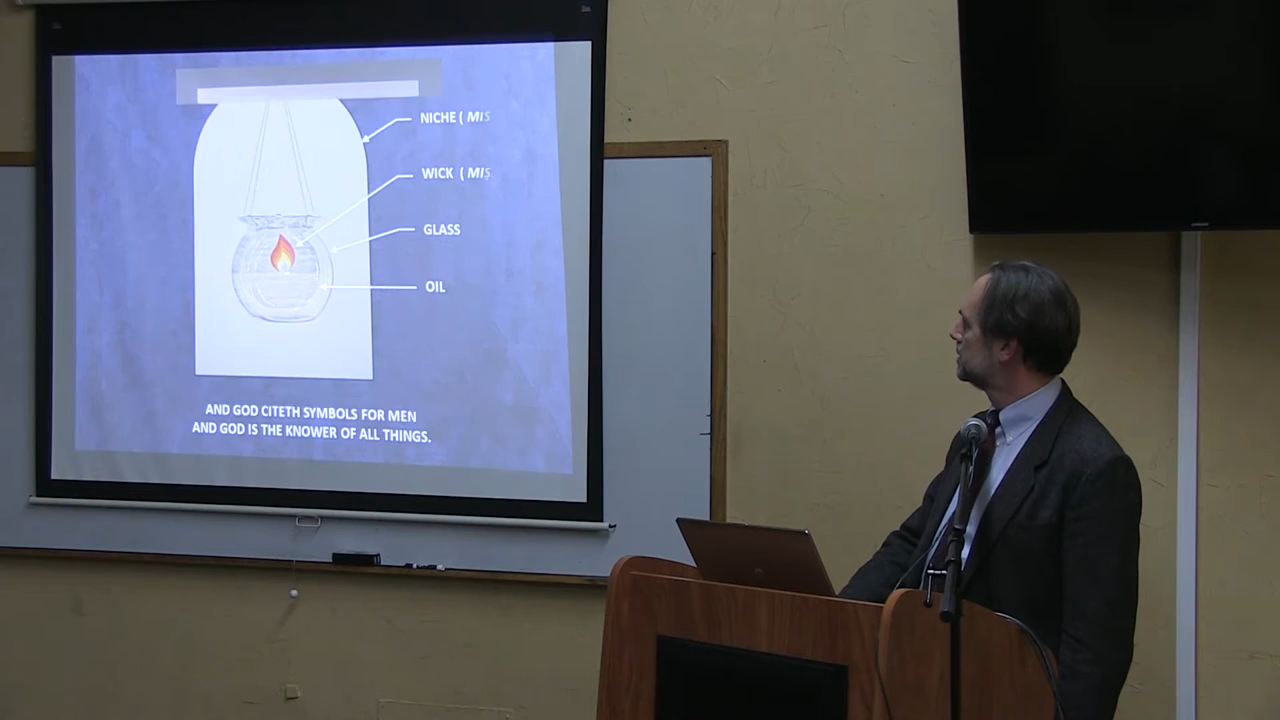 NICHE ( MIS
WICK ( MIṢ
GLASS
OIL
AND GOD CITETH SYMBOLS FOR MEN
AND GOD IS THE KNOWER OF ALL THINGS.